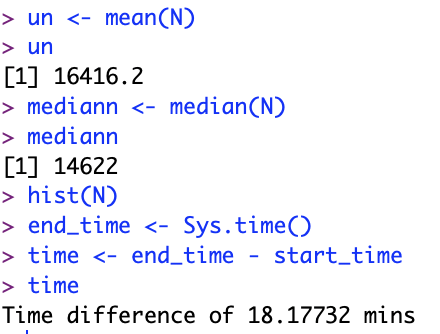 > un <- mean(N)
> un
[1] 16416.2
> mediann <- median(N)
> mediann
[1] 14622
> hist(N)
> end_time <- Sys.time()
> time <- end_time - start_time
> time
Time difference of 18.17732 mins
>